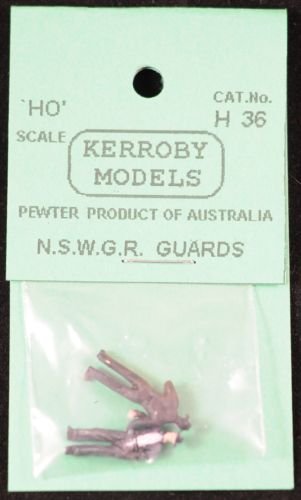 'HO'
SCALE
CAT.No.
H 36
KERROBY
MODELS
PEWTER PRODUCT OF AUSTRALIA
N.S.W.G.R. GUARDS